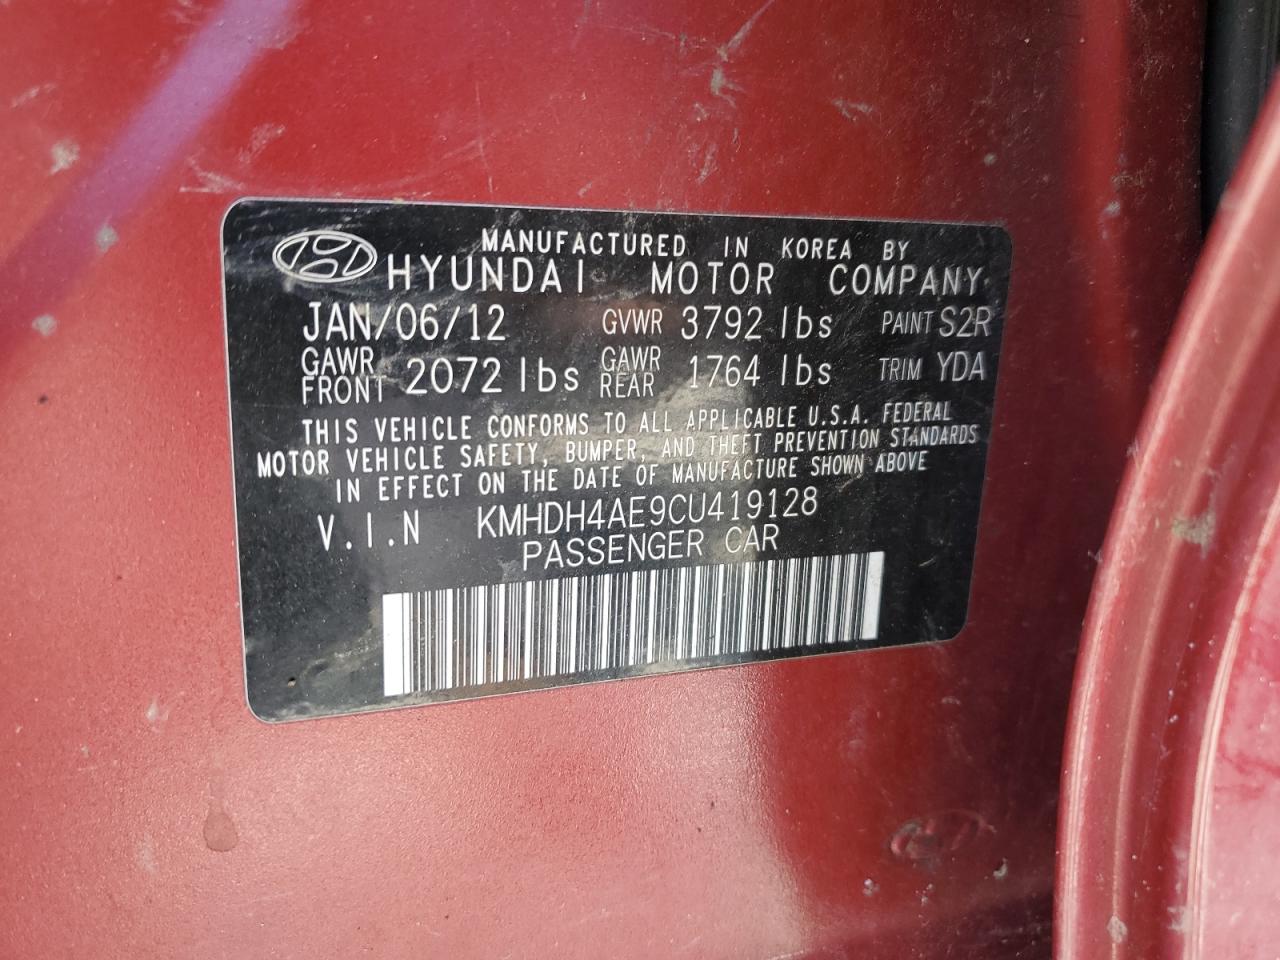 MANUFACTURED IN KOREA BY
HYUNDAI MOTOR COMPANY
JAN/06/12 GVWR 3792 lbs PAINT S2R
GAWR FRONT 2072 lbs GAWR REAR 1764 lbs TRIM YDA
THIS VEHICLE CONFORMS TO ALL APPLICABLE U.S.A. FEDERAL
MOTOR VEHICLE SAFETY, BUMPER, AND THEFT PREVENTION STANDARDS
IN EFFECT ON THE DATE OF MANUFACTURE SHOWN ABOVE
V.I.N KMHDH4AE9CU419128
PASSENGER CAR